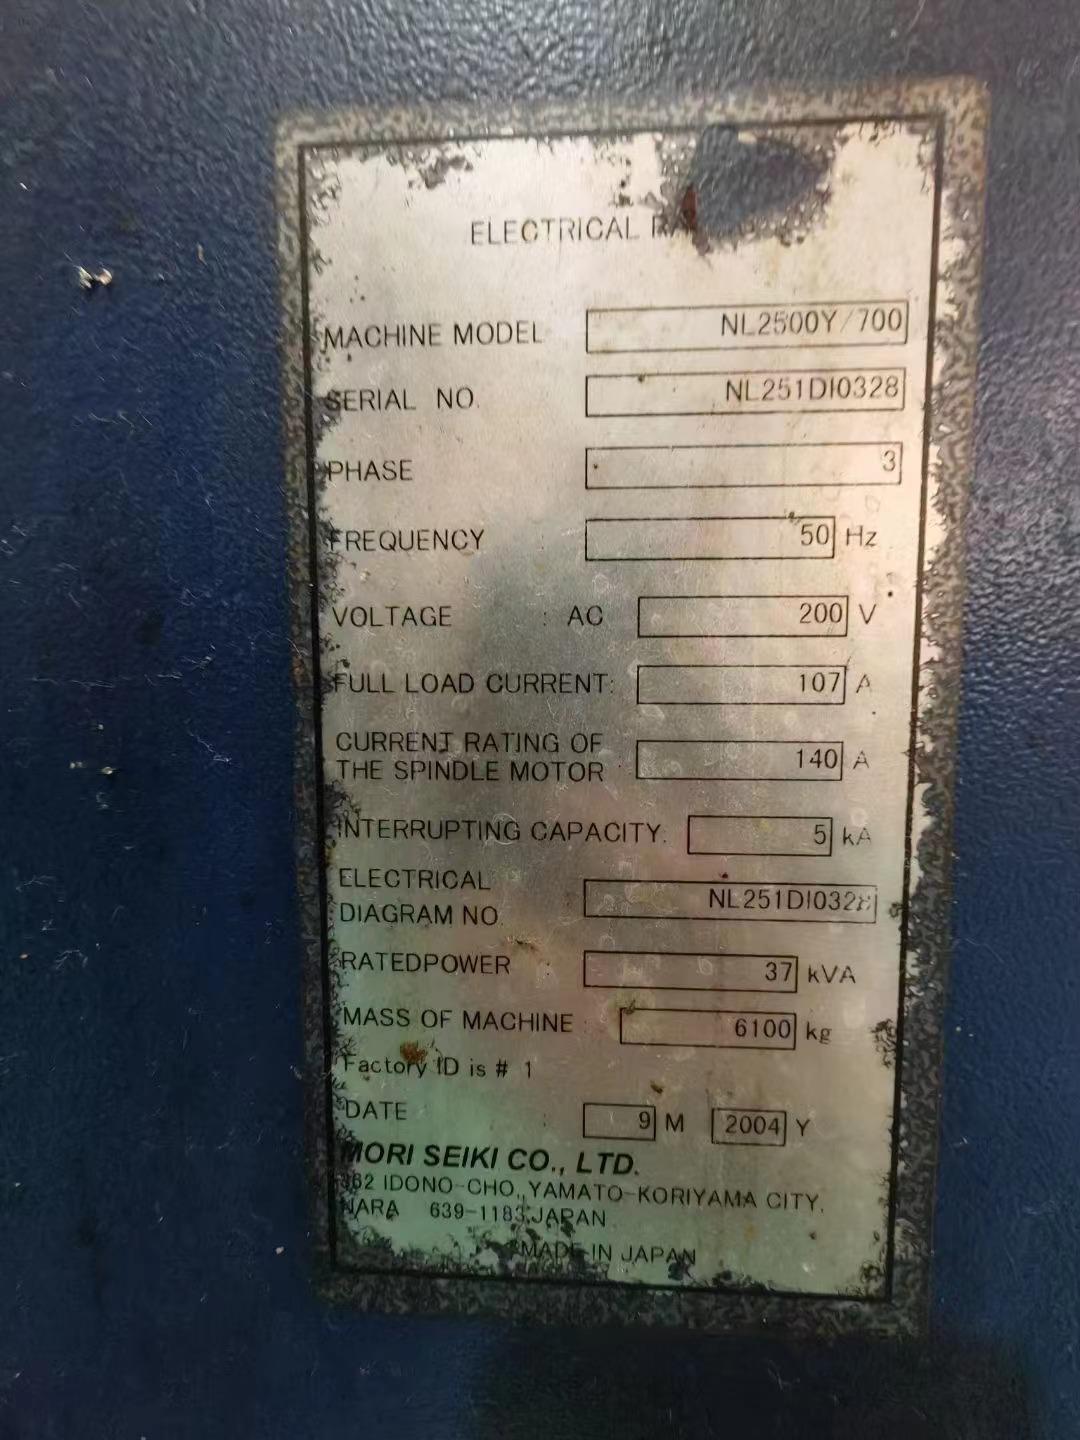 ELECTRICAL
MACHINE MODEL NL2500Y/700
SERIAL NO. NL251DI0328
PHASE 3
FREQUENCY : 50 Hz
VOLTAGE : AC 200 V
FULL LOAD CURRENT: 107 A
CURRENT RATING OF
THE SPINDLE MOTOR : 140 A
INTERRUPTING CAPACITY: 5 kA
ELECTRICAL
DIAGRAM NO. NL251DI0328
RATEDPOWER : 37 kVA
MASS OF MACHINE : 6100 kg
Factory ID is # 1
DATE : 9 M 2004 Y
MORI SEIKI CO., LTD.
362 IDONO-CHO, YAMATO-KORIYAMA CITY,
NARA 639-1183, JAPAN
MADE IN JAPAN